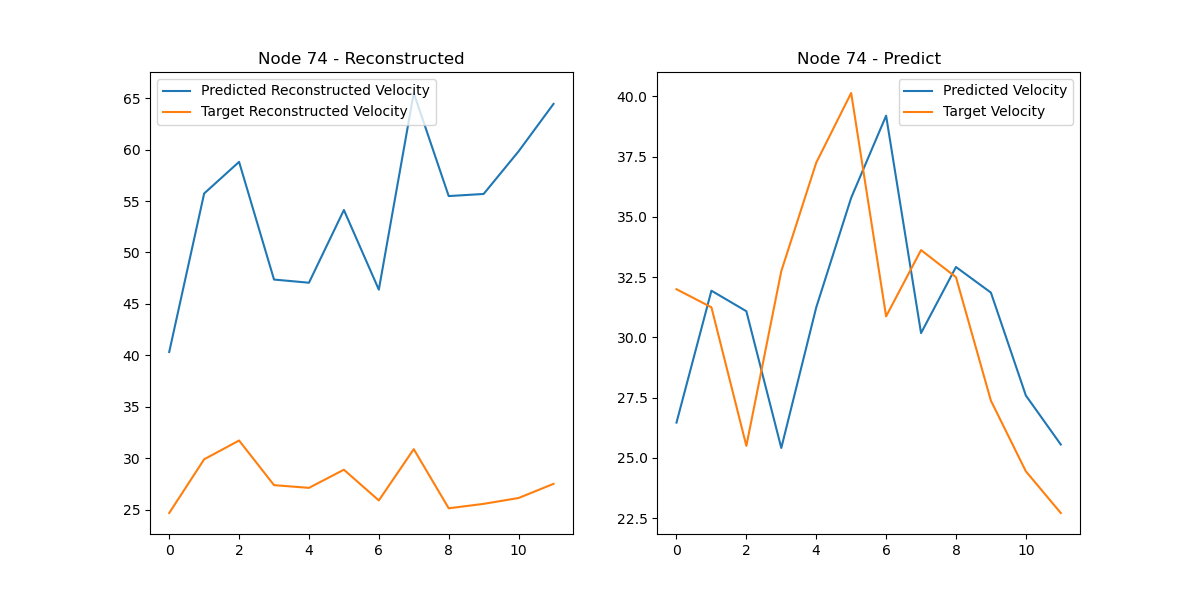 Node 74 - Reconstructed
Predicted Reconstructed Velocity
Target Reconstructed Velocity
65
60
55
50
45
40
35
30
25
0 2 4 6 8 10
Node 74 - Predict
Predicted Velocity
Target Velocity
40.0
37.5
35.0
32.5
30.0
27.5
25.0
22.5
0 2 4 6 8 10